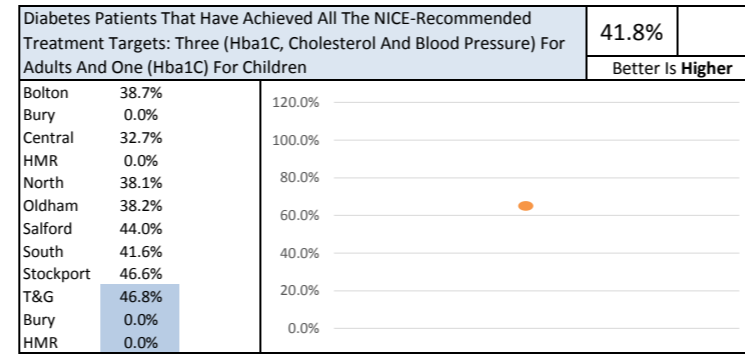 Diabetes Patients That Have Achieved All The NICE-Recommended
Treatment Targets: Three (Hba1C, Cholesterol And Blood Pressure) For
Adults And One (Hba1C) For Children
41.8%
Better Is Higher
Bolton 38.7%
Bury 0.0%
Central 32.7%
HMR 0.0%
North 38.1%
Oldham 38.2%
Salford 44.0%
South 41.6%
Stockport 46.6%
T&G 46.8%
Bury 0.0%
HMR 0.0%
120.0%
100.0%
80.0%
60.0%
40.0%
20.0%
0.0%